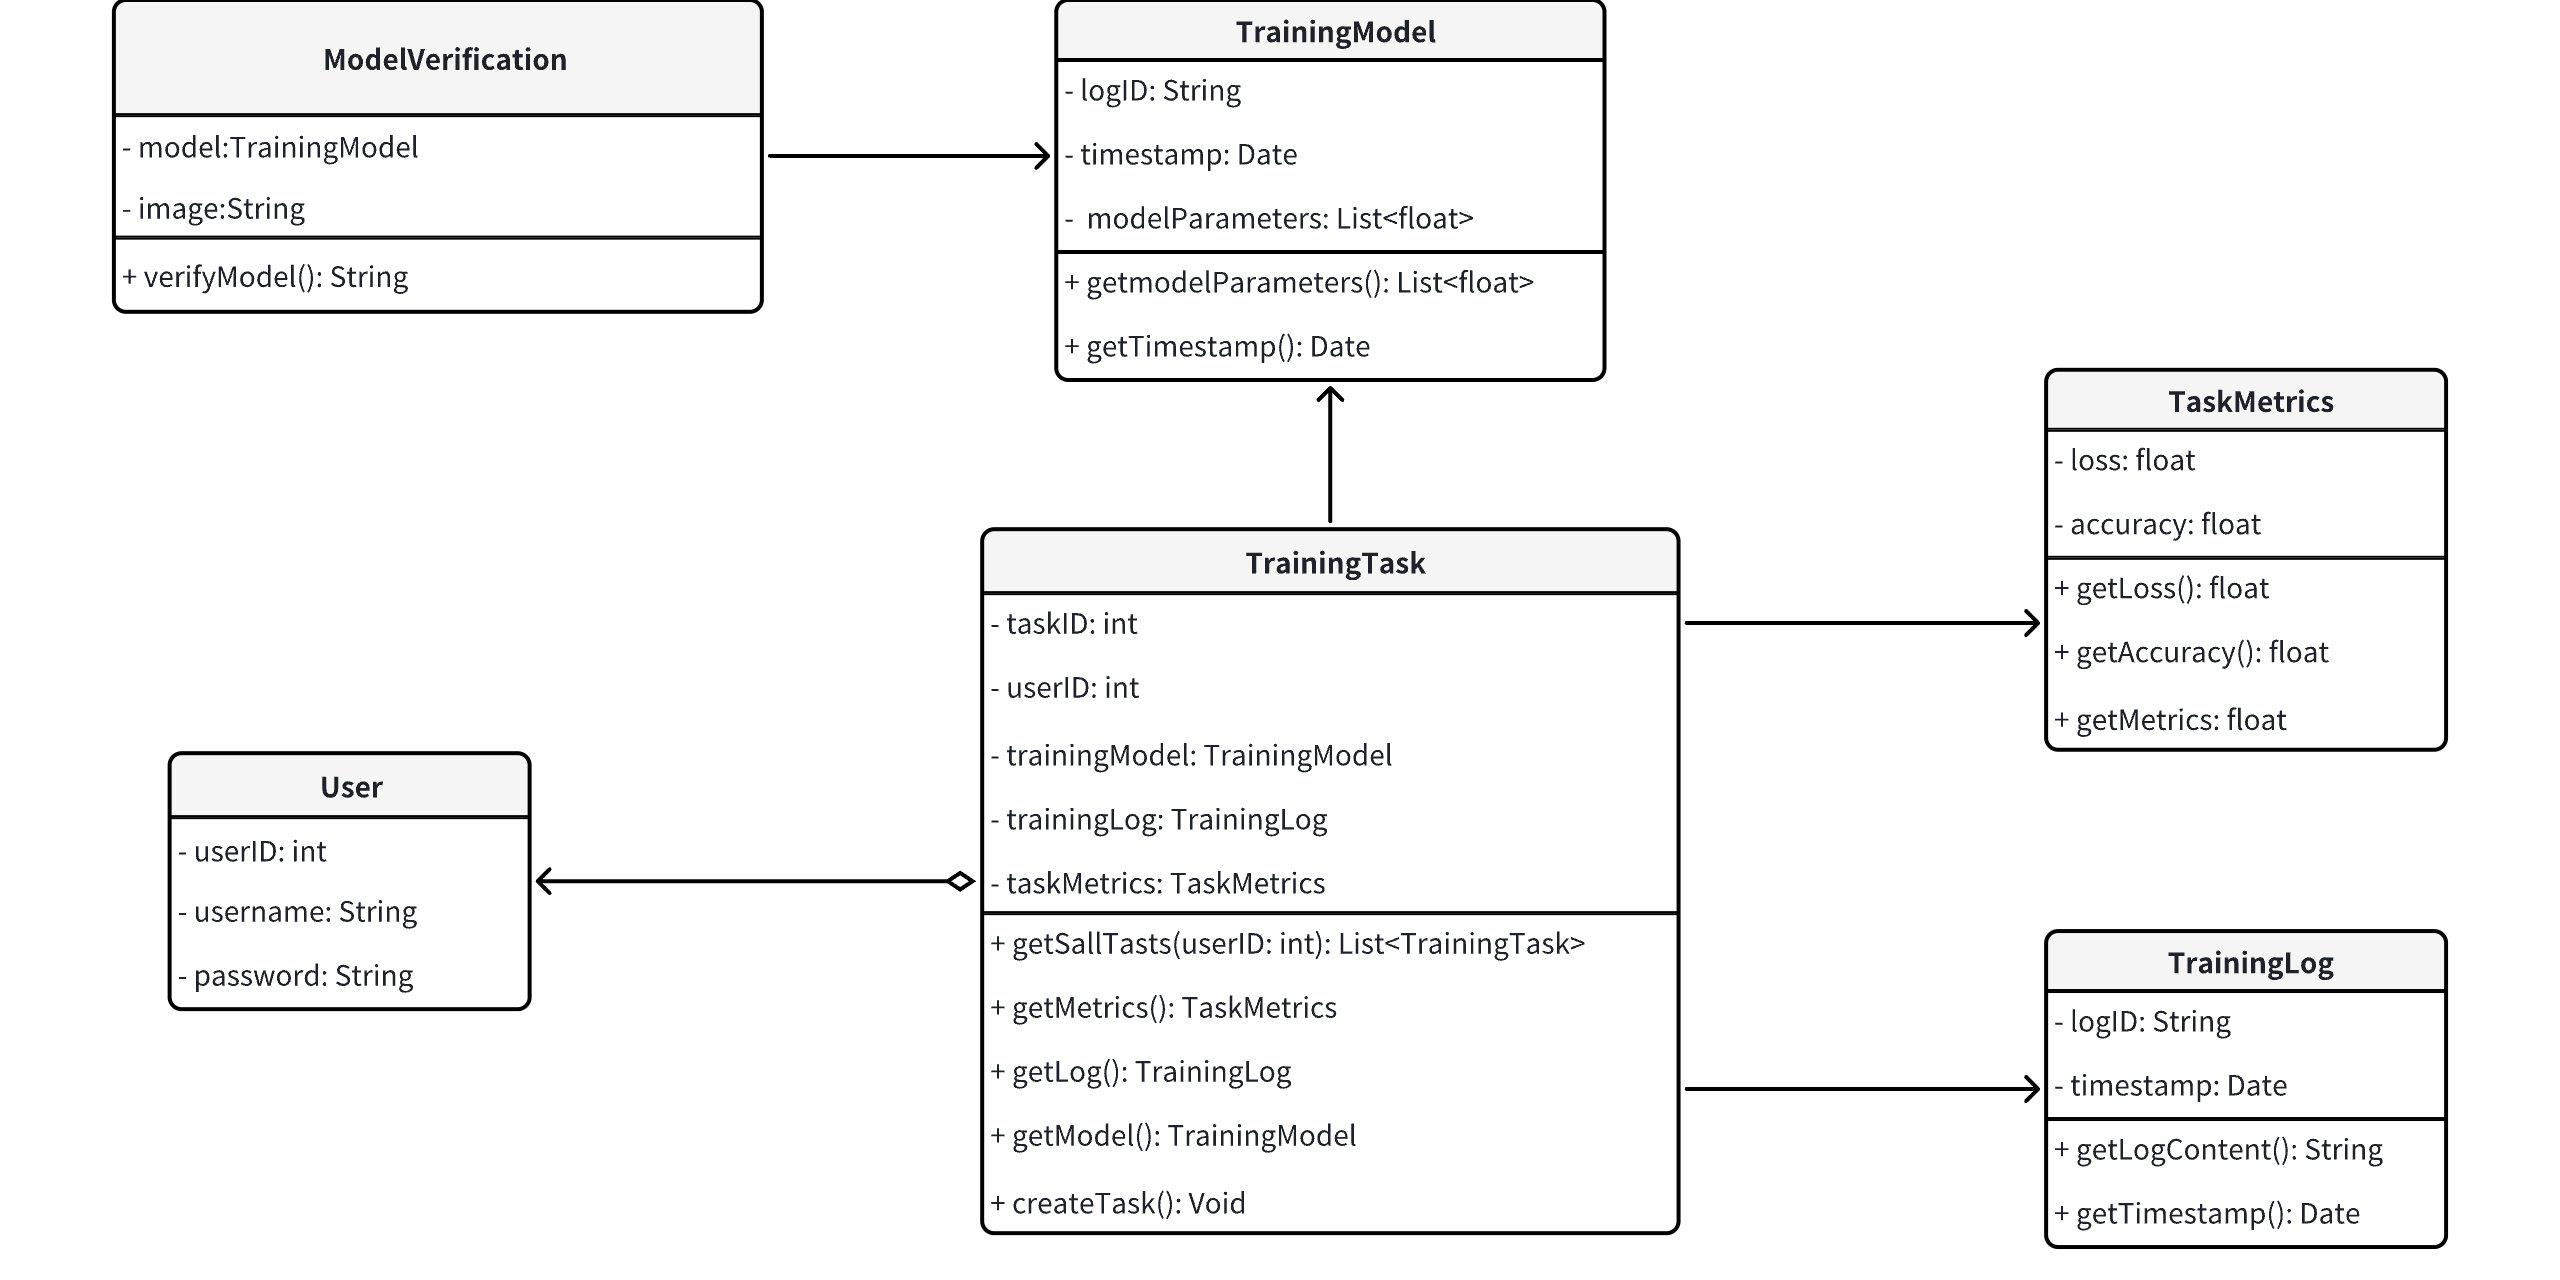 ModelVerification
- model:TrainingModel
- image:String
+ verifyModel(): String
TrainingModel
- logID: String
- timestamp: Date
- modelParameters: List<float>
+ getmodelParameters(): List<float>
+ getTimestamp(): Date
TaskMetrics
- loss: float
- accuracy: float
+ getLoss(): float
+ getAccuracy(): float
+ getMetrics: float
TrainingTask
- taskID: int
- userID: int
- trainingModel: TrainingModel
- trainingLog: TrainingLog
- taskMetrics: TaskMetrics
+ getSallTasts(userID: int): List<TrainingTask>
+ getMetrics(): TaskMetrics
+ getLog(): TrainingLog
+ getModel(): TrainingModel
+ createTask(): Void
User
- userID: int
- username: String
- password: String
TrainingLog
- logID: String
- timestamp: Date
+ getLogContent(): String
+ getTimestamp(): Date